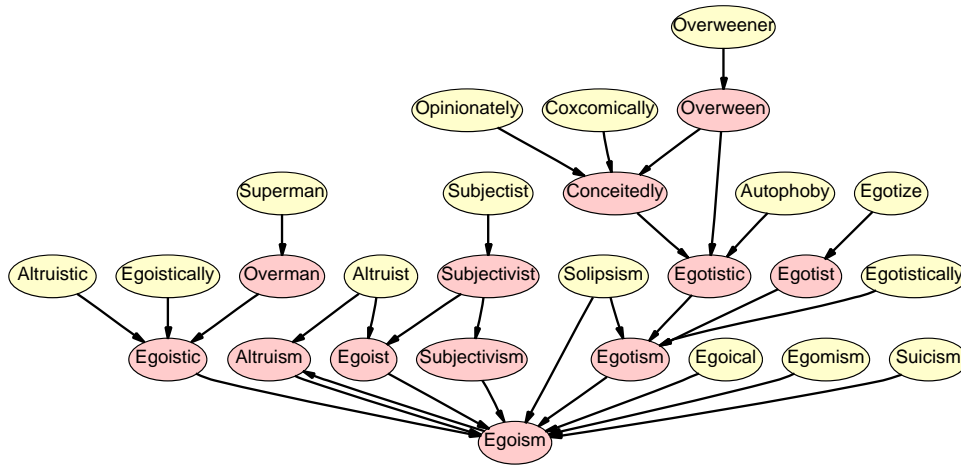 Overweener
Opinionately
Coxcomically
Overween
Superman
Subjectist
Conceitedly
Autophoby
Egotize
Altruistic
Egoistically
Overman
Altruist
Subjectivist
Solipsism
Egotistic
Egotist
Egotistically
Egoistic
Altruism
Egoist
Subjectivism
Egotism
Egoical
Egomism
Suicism
Egoism